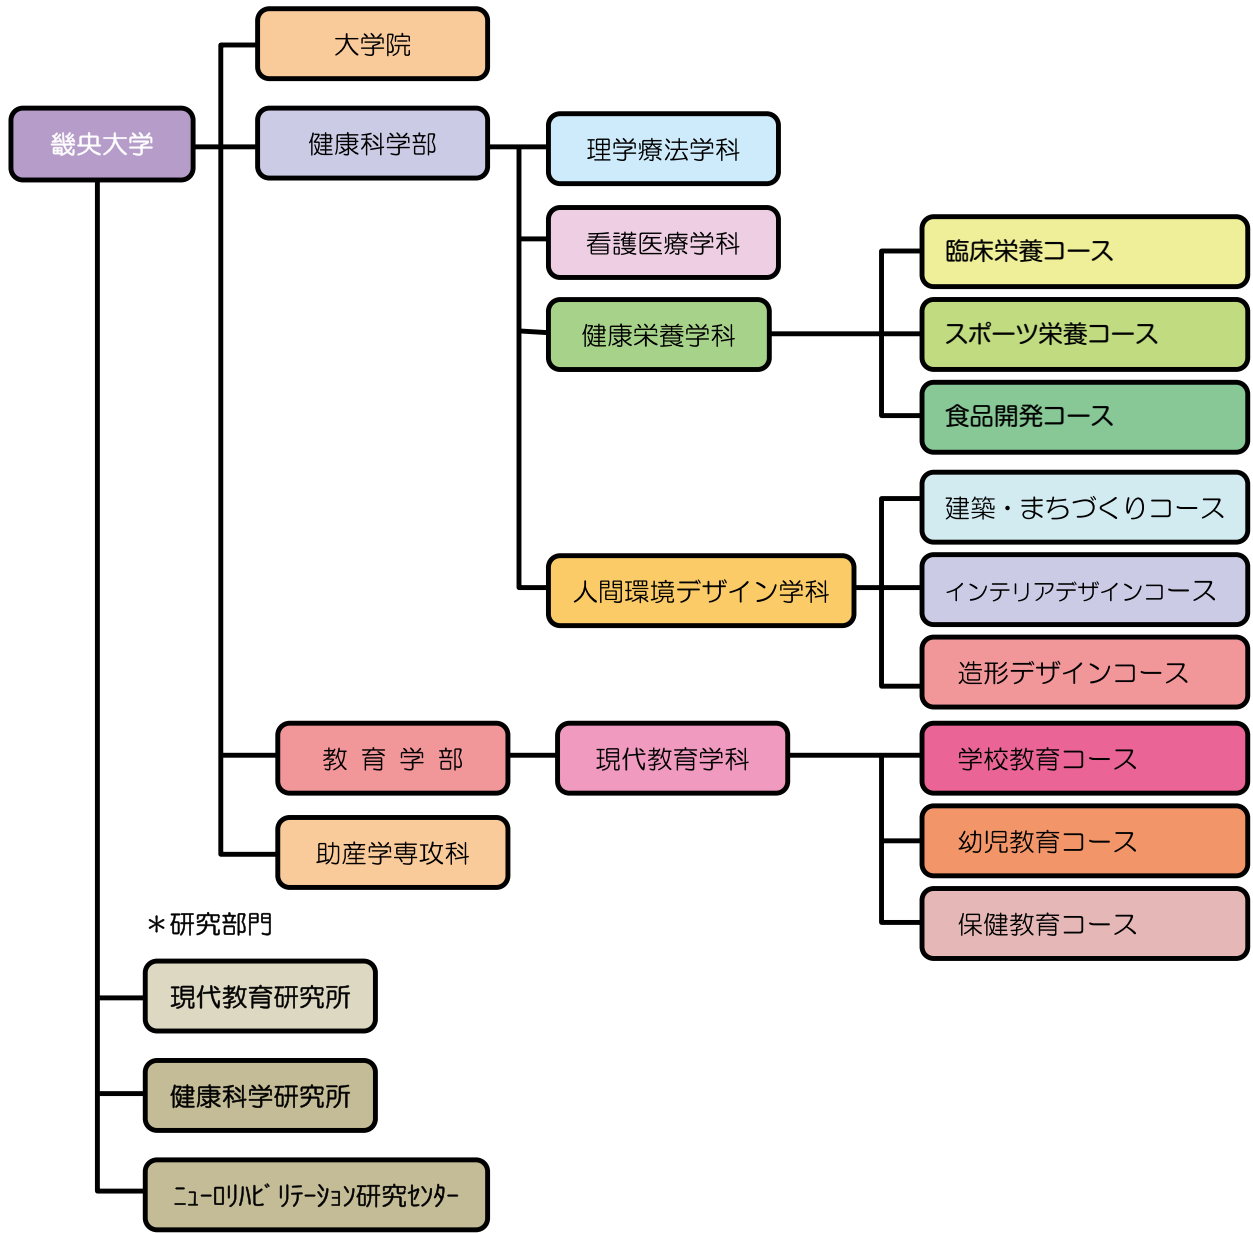 大学院
畿央大学
健康科学部
理学療法学科
看護医療学科
健康栄養学科
臨床栄養コース
スポーツ栄養コース
食品開発コース
人間環境デザイン学科
建築・まちづくりコース
インテリアデザインコース
造形デザインコース
教 育 学 部
現代教育学科
学校教育コース
幼児教育コース
保健教育コース
助産学専攻科
＊研究部門
現代教育研究所
健康科学研究所
ﾆｭｰﾛﾘﾊﾋﾞﾘﾃｰｼｮﾝ研究ｾﾝﾀｰ